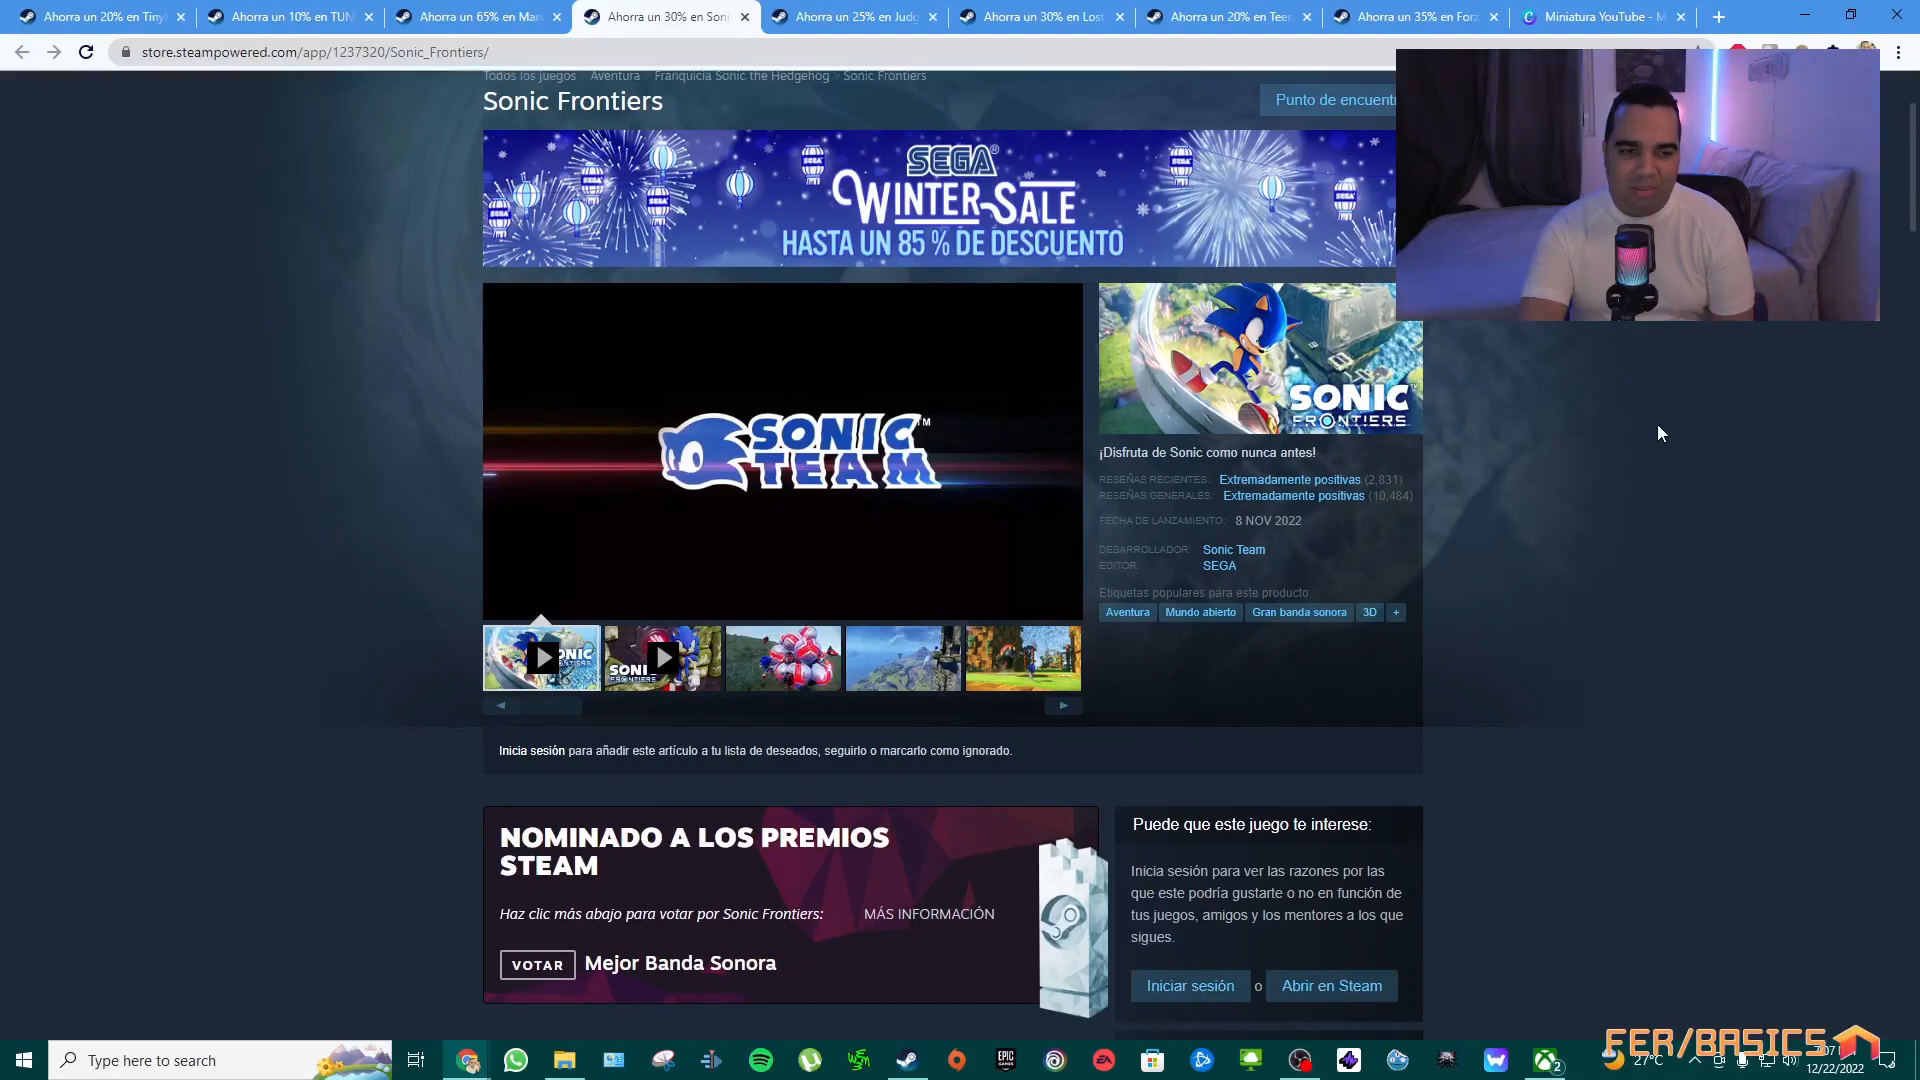 Ahorra un 20% en Tiny
Ahorra un 10% en TUN
Ahorra un 65% en Mar
Ahorra un 30% en Soni
Ahorra un 25% en Judg
Ahorra un 30% en Lost
Ahorra un 20% en Teen
Ahorra un 35% en Forz
Miniatura YouTube - M
store.steampowered.com/app/1237320/Sonic_Frontiers/
Todos los juegos Aventura Franquicia Sonic the Hedgehog > Sonic Frontiers
Sonic Frontiers
Punto de encuent
SEGA®
WINTER SALE
HASTA UN 85 % DE DESCUENTO
SONIC TEAM™
SONIC
FRONTIERS
¡Disfruta de Sonic como nunca antes!
RESEÑAS RECIENTES: Extremadamente positivas (2,831)
RESEÑAS GENERALES: Extremadamente positivas (10,484)
FECHA DE LANZAMIENTO: 8 NOV 2022
DESARROLLADOR: Sonic Team
EDITOR: SEGA
Etiquetas populares para este producto:
Aventura Mundo abierto Gran banda sonora 3D +
Inicia sesión para añadir este artículo a tu lista de deseados, seguirlo o marcarlo como ignorado.
NOMINADO A LOS PREMIOS
STEAM
Haz clic más abajo para votar por Sonic Frontiers: MÁS INFORMACIÓN
VOTAR Mejor Banda Sonora
Puede que este juego te interese:
Inicia sesión para ver las razones por las
que este podría gustarte o no en función de
tus juegos, amigos y los mentores a los que
sigues.
Iniciar sesión o Abrir en Steam
FER/BASICS
Type here to search
EPIC GAMES
EA
2
27°C
12/22/2022